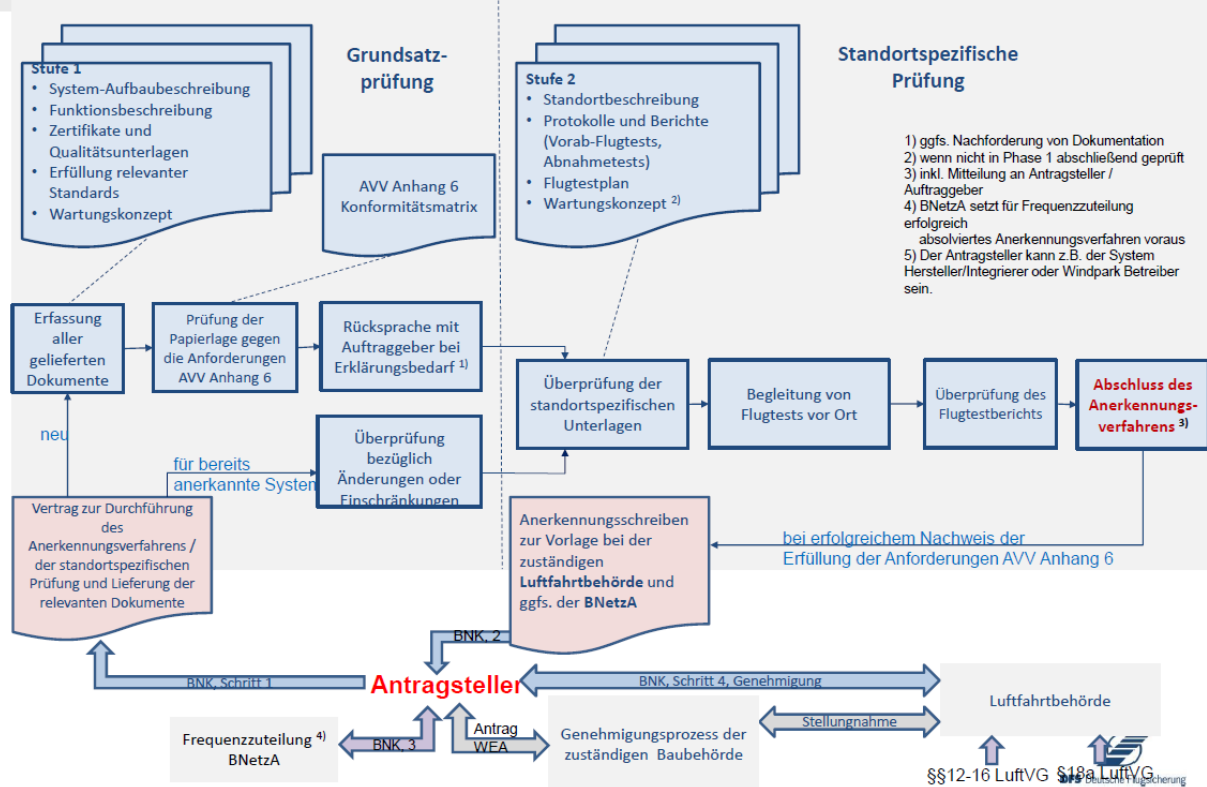 Grundsatz-
prüfung
Standortspezifische
Prüfung
Stufe 1
• System-Aufbaubeschreibung
• Funktionsbeschreibung
• Zertifikate und
Qualitätsunterlagen
• Erfüllung relevanter
Standards
• Wartungskonzept
AVV Anhang 6
Konformitätsmatrix
Stufe 2
• Standortbeschreibung
• Protokolle und Berichte
(Vorab-Flugtests,
Abnahmetests)
• Flugtestplan
• Wartungskonzept 2)
1) ggfs. Nachforderung von Dokumentation
2) wenn nicht in Phase 1 abschließend geprüft
3) inkl. Mitteilung an Antragsteller /
Auftraggeber
4) BNetzA setzt für Frequenzzuteilung
erfolgreich
absolviertes Anerkennungsverfahren voraus
5) Der Antragsteller kann z.B. der System
Hersteller/Integrierer oder Windpark Betreiber
sein.
Erfassung
aller
gelieferten
Dokumente
Prüfung der
Papierlage gegen
die Anforderungen
AVV Anhang 6
Rücksprache mit
Auftraggeber bei
Erklärungsbedarf 1)
Überprüfung der
standortspezifischen
Unterlagen
Begleitung von
Flugtests vor Ort
Überprüfung des
Flugtestberichts
Abschluss des
Anerkennungs-
verfahrens 3)
neu
für bereits
anerkannte System
Überprüfung
bezüglich
Änderungen oder
Einschränkungen
Vertrag zur Durchführung
des
Anerkennungsverfahrens /
der standortspezifischen
Prüfung und Lieferung der
relevanten Dokumente
Anerkennungsschreiben
zur Vorlage bei der
zuständigen
Luftfahrtbehörde und
ggfs. der BNetzA
bei erfolgreichem Nachweis der
Erfüllung der Anforderungen AVV Anhang 6
BNK, 2
BNK, Schritt 1
Antragsteller
BNK, Schritt 4, Genehmigung
Luftfahrtbehörde
Frequenzzuteilung 4)
BNetzA
BNK, 3
Antrag
WEA
Genehmigungsprozess der
zuständigen Baubehörde
Stellungnahme
§§12-16 LuftVG
§18a LuftVG
DFS Deutsche Flugsicherung